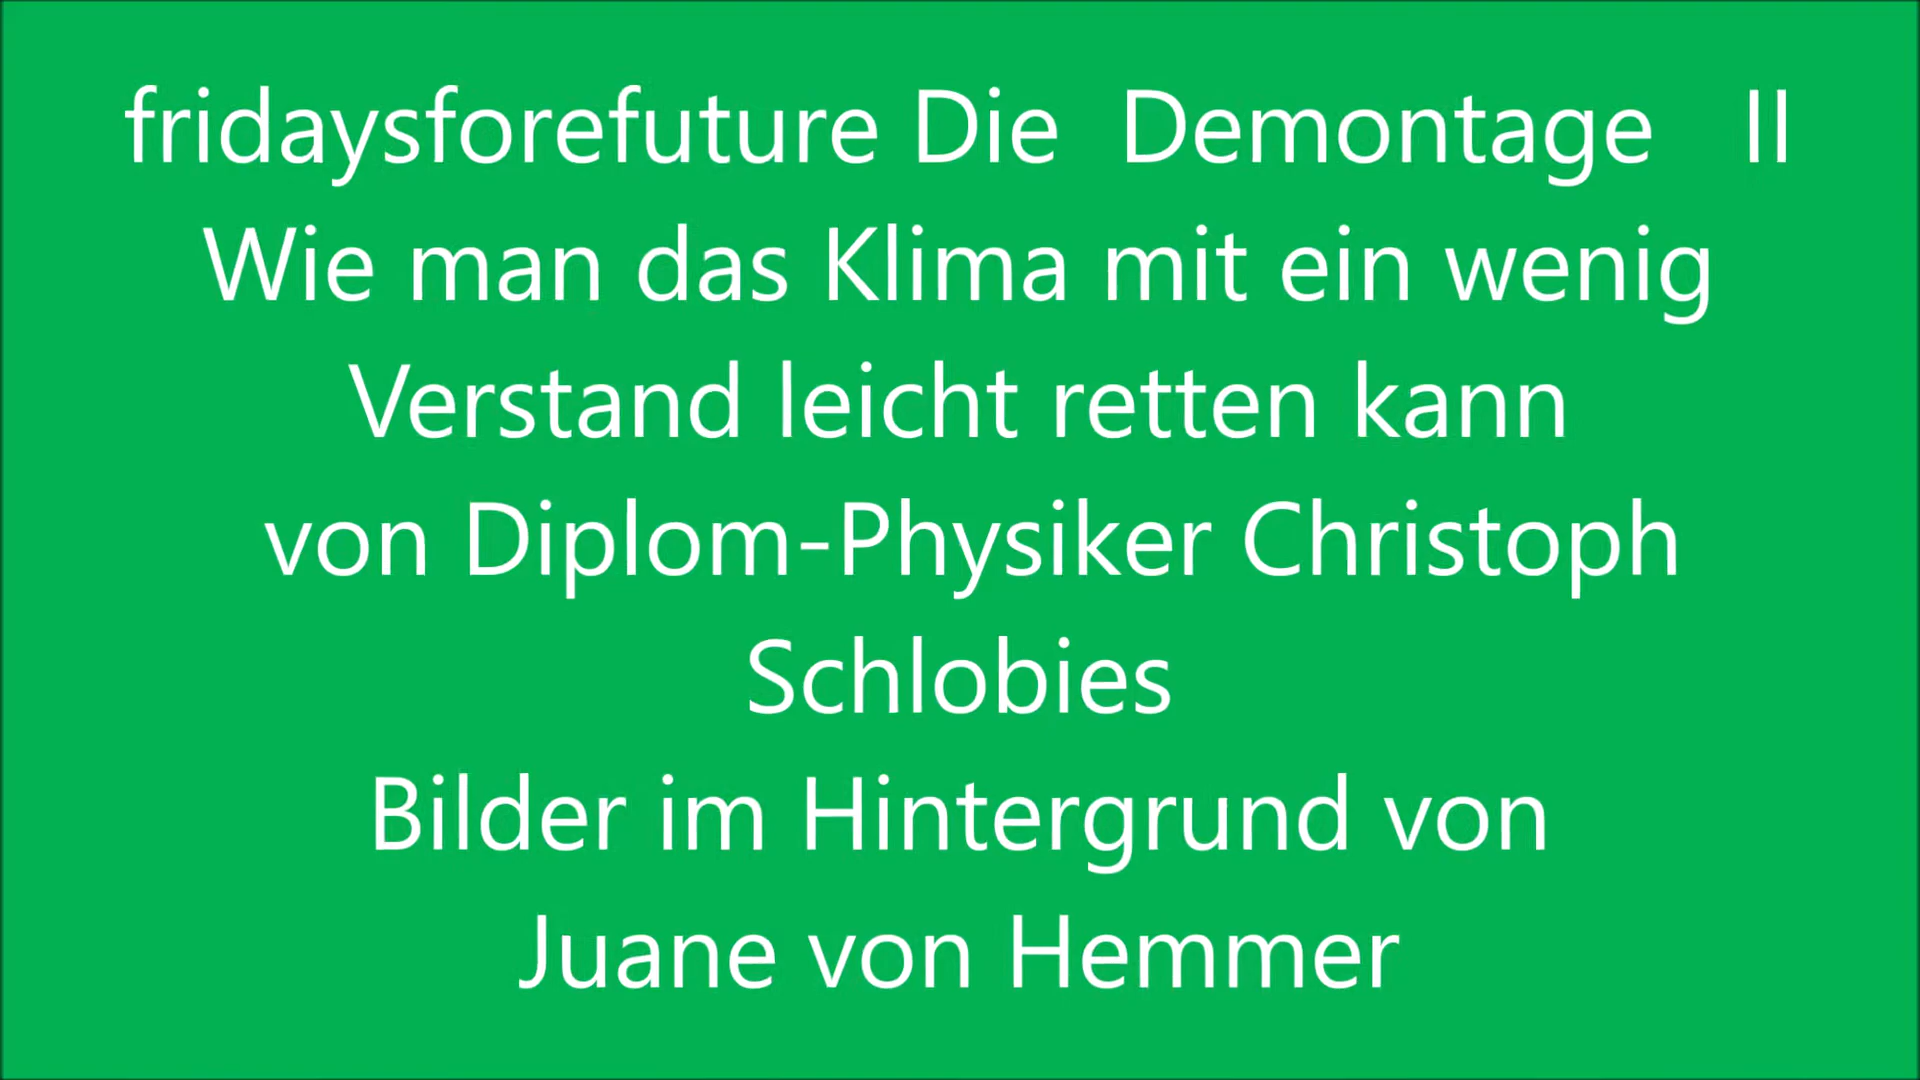 fridaysforefuture Die Demontage II
Wie man das Klima mit ein wenig
Verstand leicht retten kann
von Diplom-Physiker Christoph
Schlobies
Bilder im Hintergrund von
Juane von Hemmer